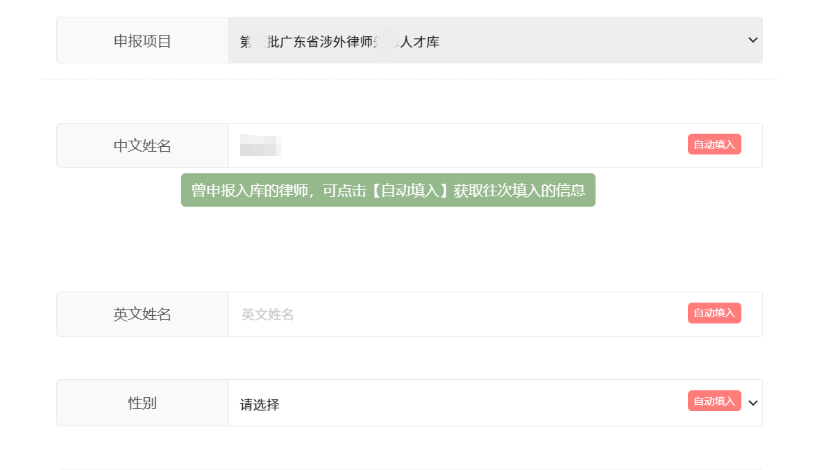 申报项目
第 批广东省涉外律师 人才库
中文姓名
自动填入
曾申报入库的律师，可点击【自动填入】获取往次填入的信息
英文姓名
英文姓名
自动填入
性别
请选择
自动填入